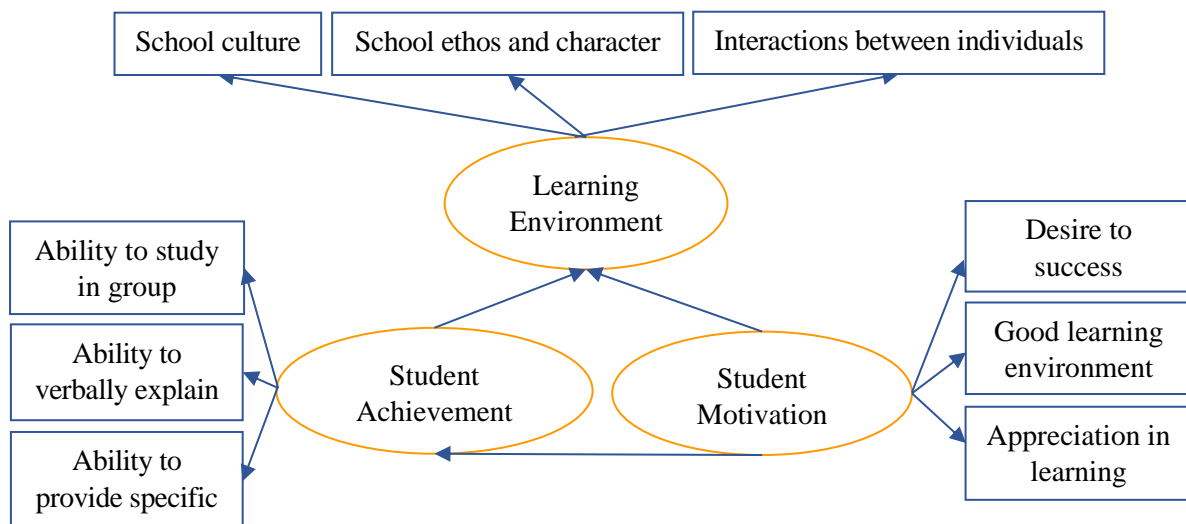 School culture
School ethos and character
Interactions between individuals
Learning
Environment
Ability to study
in group
Ability to
verbally explain
Ability to
provide specific
Student
Achievement
Student
Motivation
Desire to
success
Good learning
environment
Appreciation in
learning